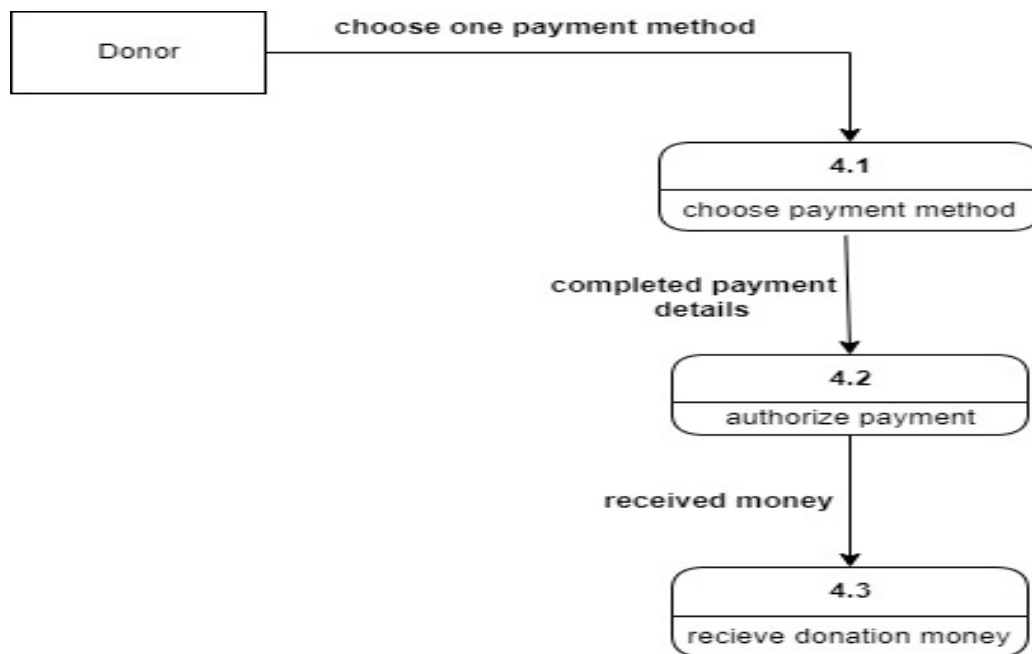 choose one payment method
Donor
4.1
choose payment method
completed payment
details
4.2
authorize payment
received money
4.3
recieve donation money